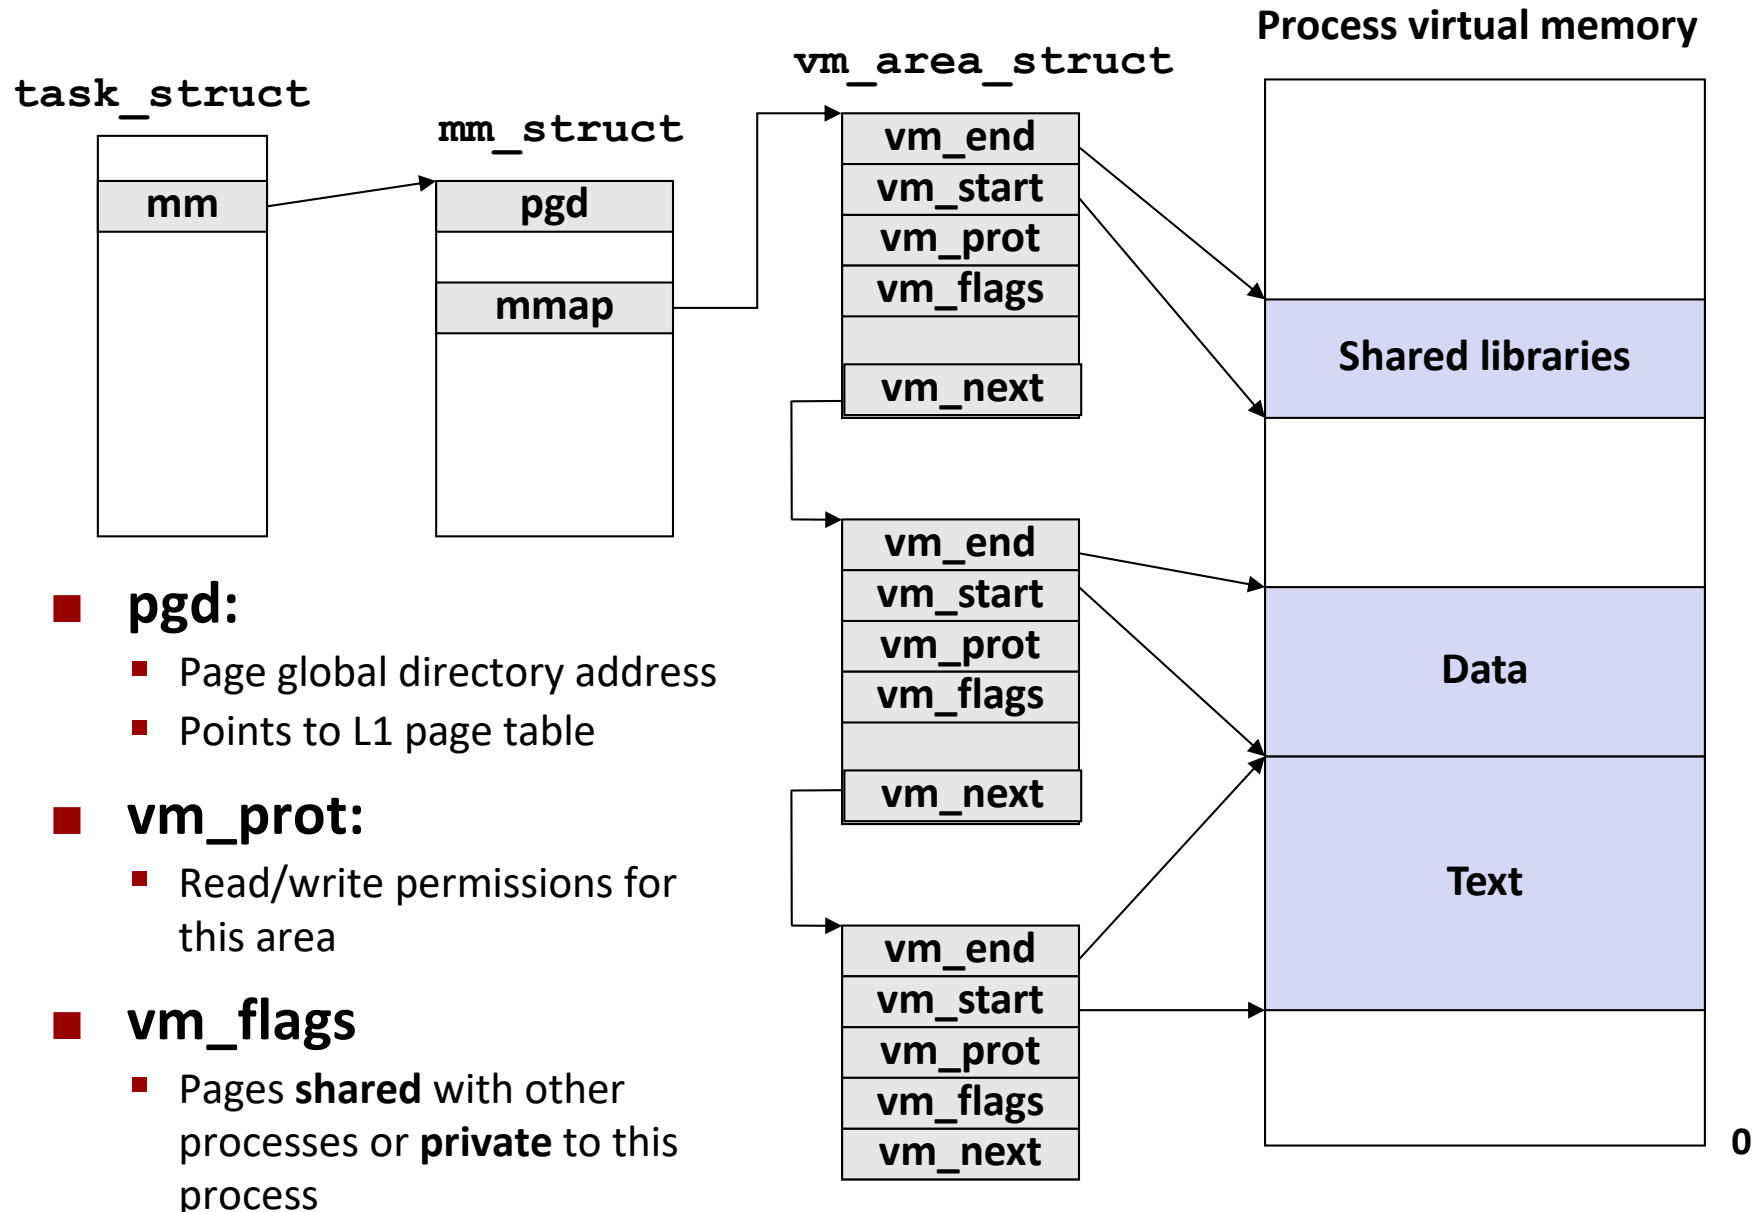 Process virtual memory
vm_area_struct
task_struct
mm_struct
mm
pgd
mmap
vm_end
vm_start
vm_prot
vm_flags
vm_next
vm_end
vm_start
vm_prot
vm_flags
vm_next
vm_end
vm_start
vm_prot
vm_flags
vm_next
Shared libraries
Data
Text
0
pgd:
Page global directory address
Points to L1 page table
vm_prot:
Read/write permissions for
this area
vm_flags
Pages shared with other
processes or private to this
process